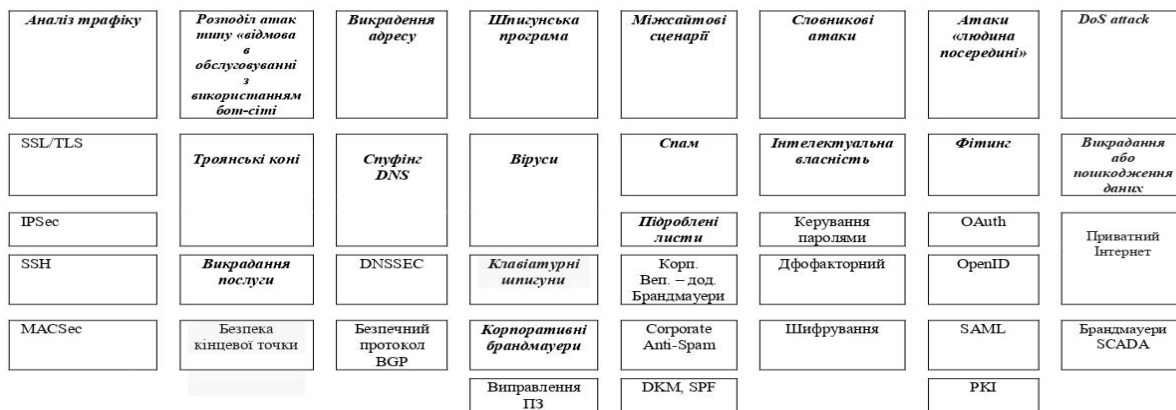 Аналіз трафіку
Розподіл атак
типу «відмова
в
обслуговуванні
з
використанням
бот-сіті
Викрадення
адресу
Шпигунська
програма
Міжсайтові
сценарії
Словникові
атаки
Атаки
«людина
посередині»
DoS attack
SSL/TLS
Троянські коні
Спуфінг
DNS
Віруси
Спам
Інтелектуальна
власність
Фітинг
Викрадання
або
пошкодження
даних
IPSec
Підроблені
листи
Керування
паролями
OAuth
Приватний
Інтернет
SSH
Викрадання
послуги
DNSSEC
Клавіатурні
шпигуни
Корп.
Веп. – дод.
Брандмауери
Дфофакторний
OpenID
MACSec
Безпека
кінцевої точки
Безпечний
протокол
BGP
Корпоративні
брандмауери
Corporate
Anti-Spam
Шифрування
SAML
Брандмауери
SCADA
Виправлення
ПЗ
DKM, SPF
PKI